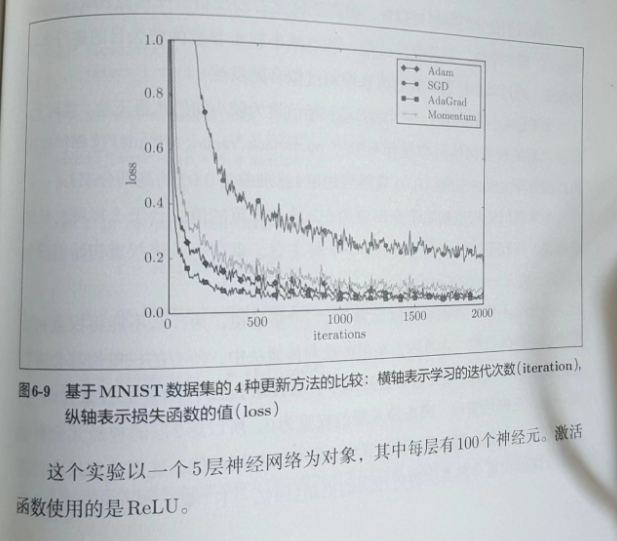 1.0
0.8
0.6
0.4
0.2
0.0
loss
Adam
SGD
AdaGrad
Momentum
0
500
1000
1500
2000
iterations
图6-9 基于MNIST数据集的4种更新方法的比较：横轴表示学习的迭代次数(iteration),
纵轴表示损失函数的值(loss)
这个实验以一个5层神经网络为对象，其中每层有100个神经元。激活
函数使用的是ReLU。